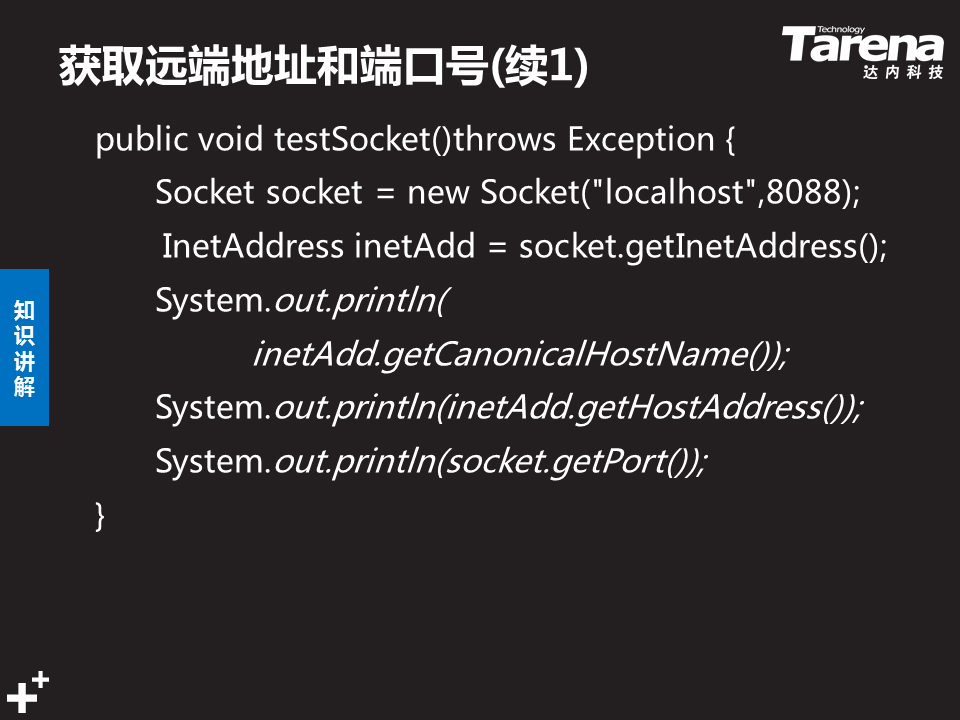 获取远端地址和端口号(续1)
Technology
Tarena
达内科技
public void testSocket()throws Exception {
Socket socket = new Socket("localhost",8088);
InetAddress inetAdd = socket.getInetAddress();
System.out.println(
inetAdd.getCanonicalHostName());
System.out.println(inetAdd.getHostAddress());
System.out.println(socket.getPort());
}
知
识
讲
解